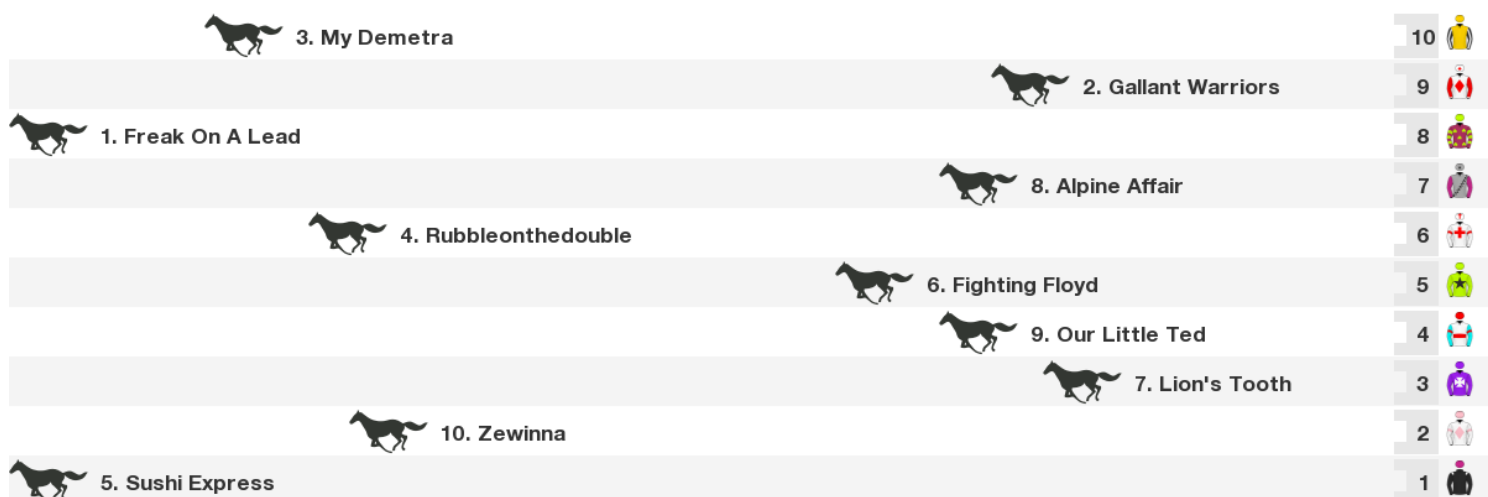 3. My Demetra 10
2. Gallant Warriors 9
1. Freak On A Lead 8
8. Alpine Affair 7
4. Rubbleonthedouble 6
6. Fighting Floyd 5
9. Our Little Ted 4
7. Lion's Tooth 3
10. Zewinna 2
5. Sushi Express 1